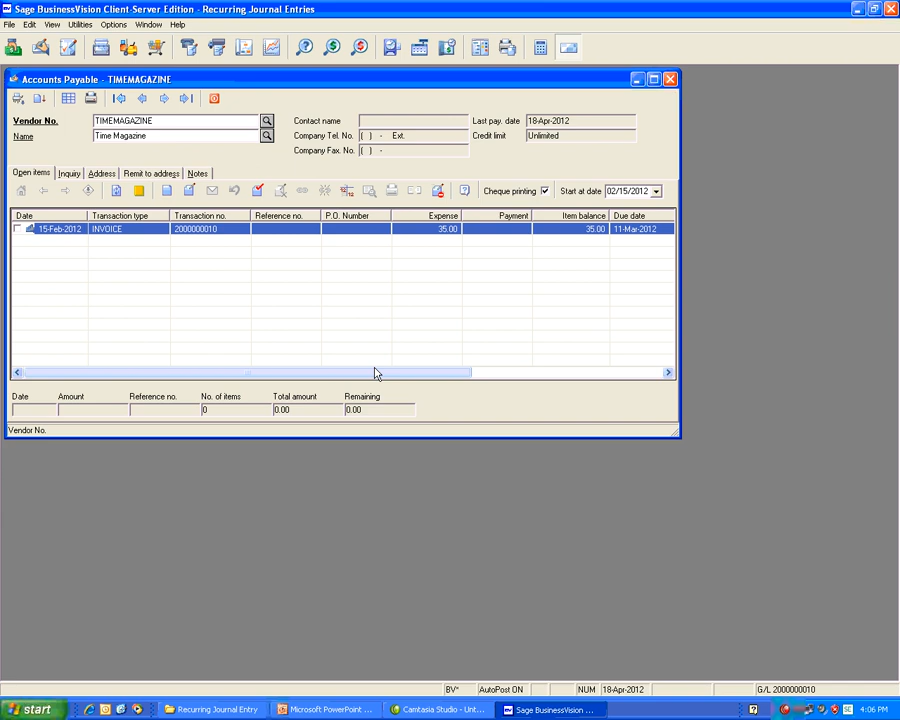 Sage BusinessVision Client-Server Edition - Recurring Journal Entries
File Edit View Utilities Options Window Help
Accounts Payable - TIMEMAGAZINE
Vendor No. TIMEMAGAZINE Contact name Last pay. date 18-Apr-2012
Name Time Magazine Company Tel. No. ( ) - Ext. Credit limit Unlimited
Company Fax. No. ( ) -
Open items Inquiry Address Remit to address Notes
Cheque printing Start at date 02/15/2012
Date Transaction type Transaction no. Reference no. P.O. Number Expense Payment Item balance Due date
15-Feb-2012 INVOICE 2000000010 35.00 35.00 11-Mar-2012
Date Amount Reference no. No. of items Total amount Remaining
0 0.00 0.00
Vendor No.
BV* AutoPost ON NUM 18-Apr-2012 G/L 2000000010
start Recurring Journal Entry Microsoft PowerPoint ... Camtasia Studio - Unt... Sage BusinessVision ... SE 4:06 PM